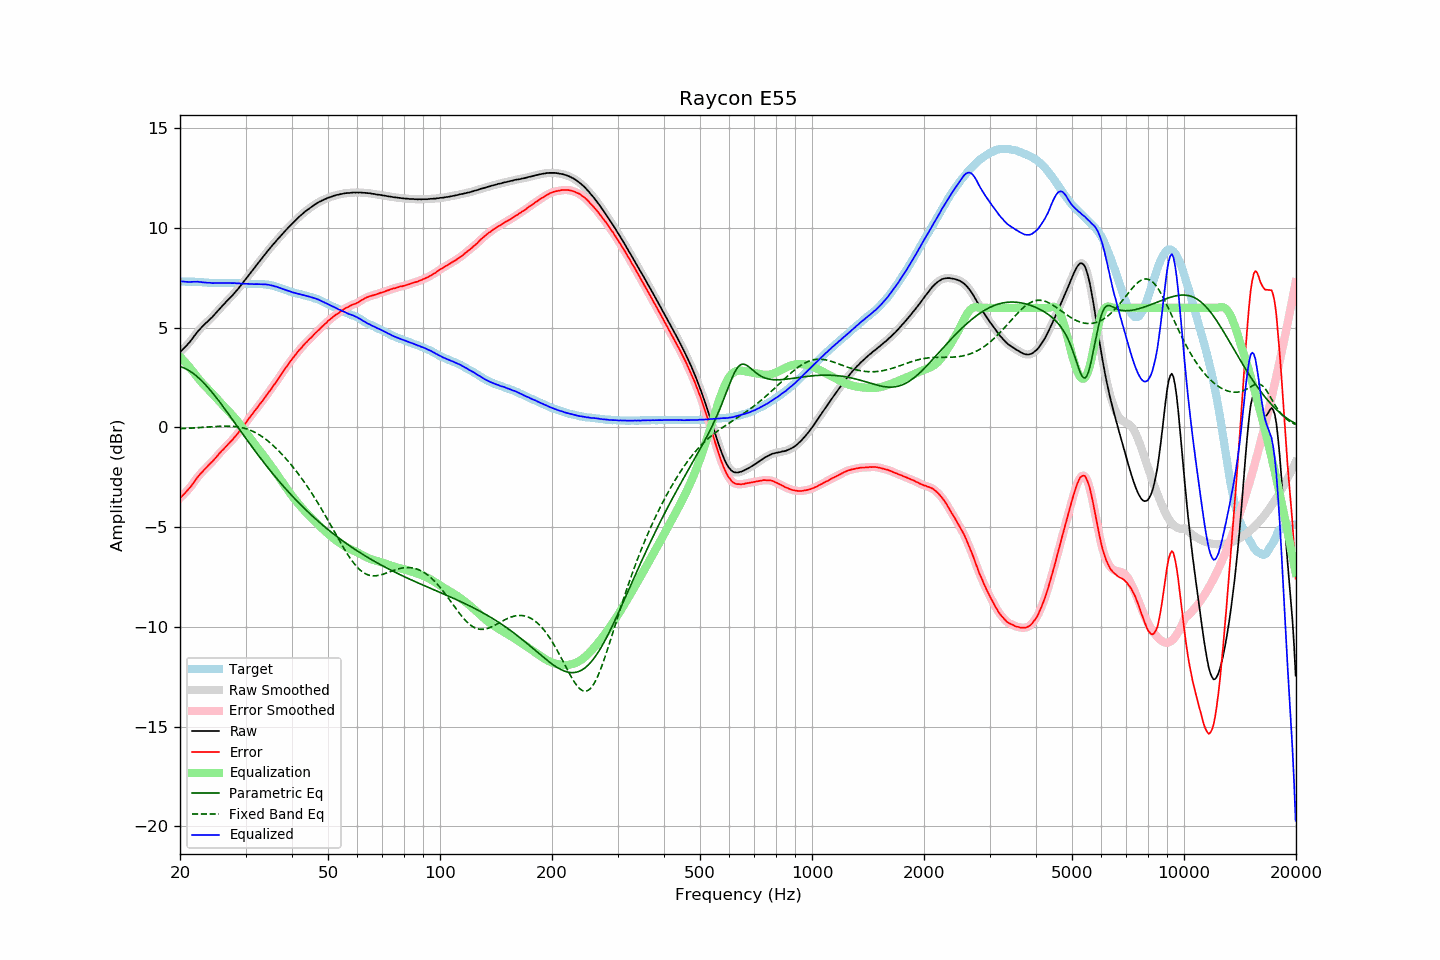 Raycon E55
15
10
5
0
−5
−10
−15
−20
Amplitude (dBr)
Target
Raw Smoothed
Error Smoothed
Raw
Error
Equalization
Parametric Eq
Fixed Band Eq
Equalized
20 50 100 200 500 1000 2000 5000 10000 20000
Frequency (Hz)